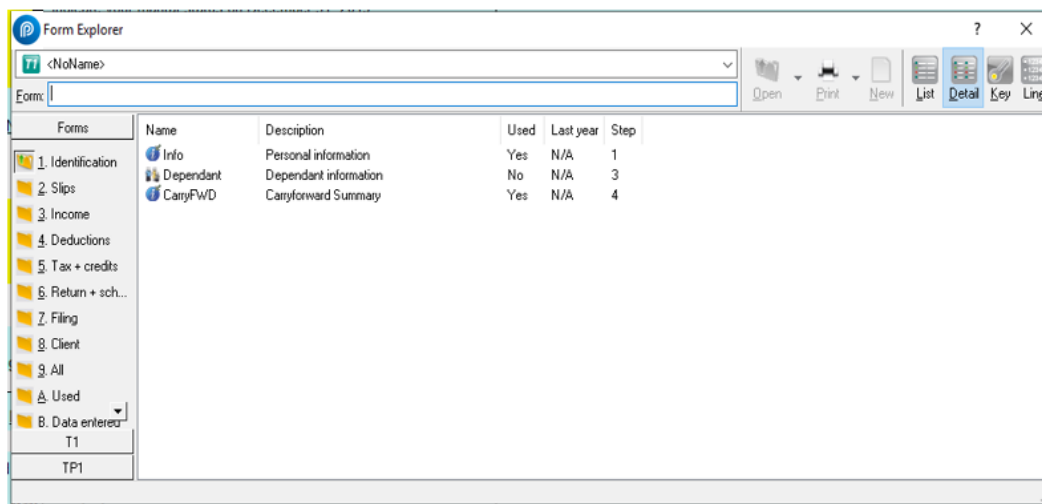 Form Explorer
? ×
T1 <NoName>
Form:
Open Print New List Detail Key Line
Forms
1. Identification
2. Slips
3. Income
4. Deductions
5. Tax + credits
6. Return + sch...
7. Filing
8. Client
9. All
A. Used
B. Data entered
T1
TP1
Name Description Used Last year Step
Info Personal information Yes N/A 1
Dependant Dependant information No N/A 3
CarryFWD Carryforward Summary Yes N/A 4